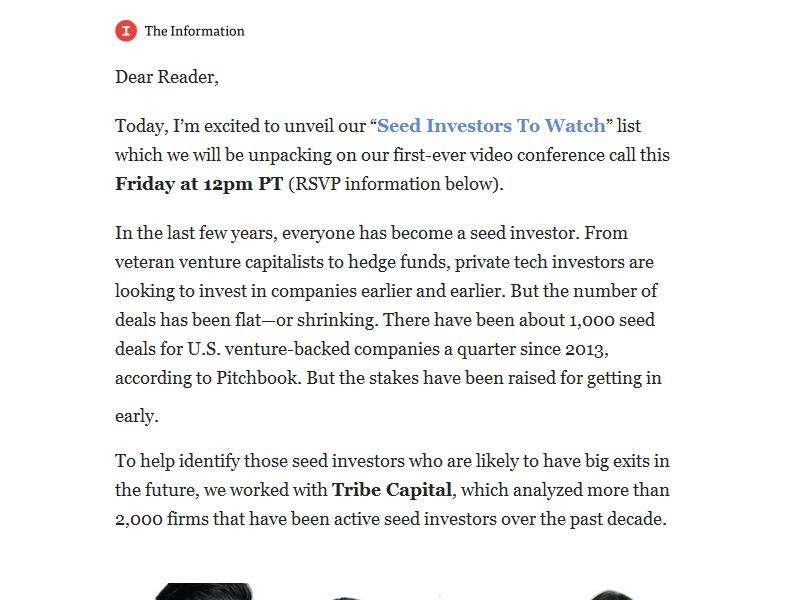 I The Information
Dear Reader,
Today, I’m excited to unveil our “Seed Investors To Watch” list
which we will be unpacking on our first-ever video conference call this
Friday at 12pm PT (RSVP information below).
In the last few years, everyone has become a seed investor. From
veteran venture capitalists to hedge funds, private tech investors are
looking to invest in companies earlier and earlier. But the number of
deals has been flat—or shrinking. There have been about 1,000 seed
deals for U.S. venture-backed companies a quarter since 2013,
according to Pitchbook. But the stakes have been raised for getting in
early.
To help identify those seed investors who are likely to have big exits in
the future, we worked with Tribe Capital, which analyzed more than
2,000 firms that have been active seed investors over the past decade.